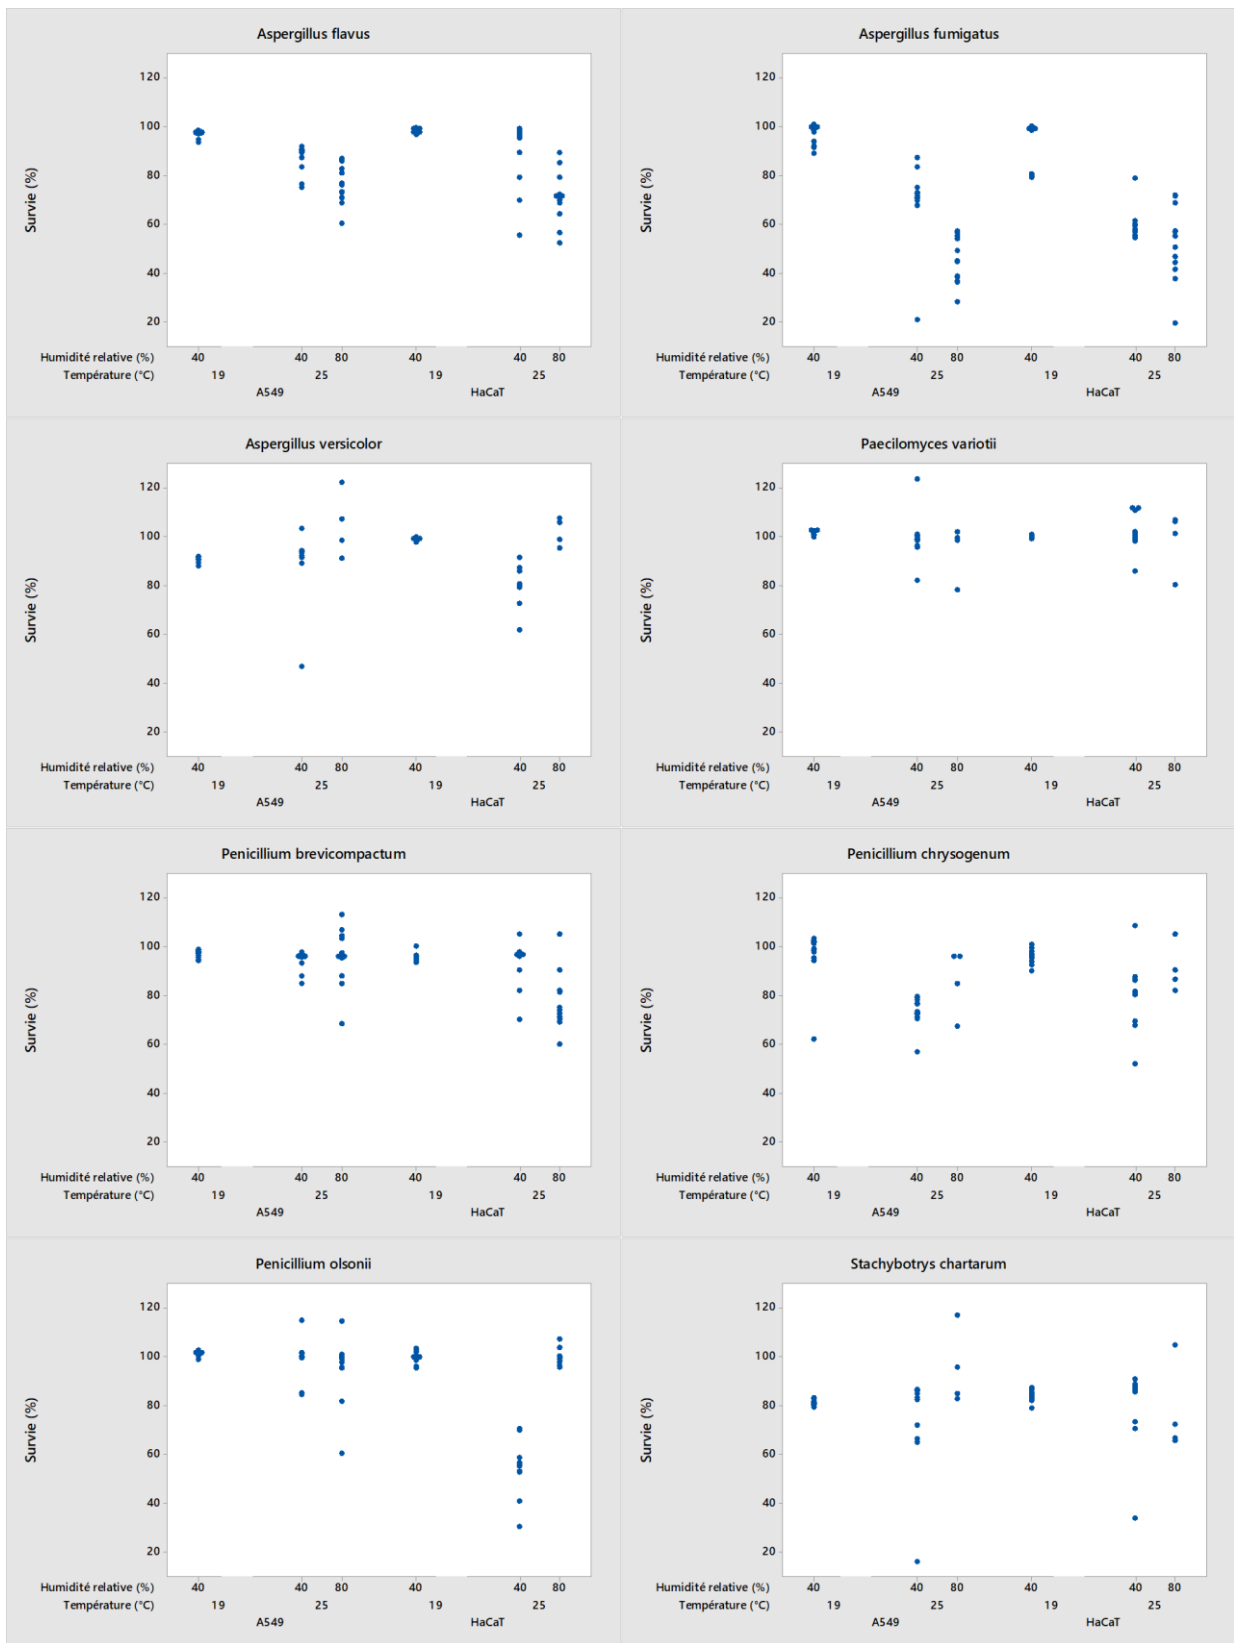 Aspergillus flavus
120
100
80
60
40
20
Survie (%)
Humidité relative (%) 40 40 80 40 40 80
Température (°C) 19 25 19 25
A549 HaCaT
Aspergillus fumigatus
120
100
80
60
40
20
Survie (%)
Humidité relative (%) 40 40 80 40 40 80
Température (°C) 19 25 19 25
A549 HaCaT
Aspergillus versicolor
120
100
80
60
40
20
Survie (%)
Humidité relative (%) 40 40 80 40 40 80
Température (°C) 19 25 19 25
A549 HaCaT
Paecilomyces variotii
120
100
80
60
40
20
Survie (%)
Humidité relative (%) 40 40 80 40 40 80
Température (°C) 19 25 19 25
A549 HaCaT
Penicillium brevicompactum
120
100
80
60
40
20
Survie (%)
Humidité relative (%) 40 40 80 40 40 80
Température (°C) 19 25 19 25
A549 HaCaT
Penicillium chrysogenum
120
100
80
60
40
20
Survie (%)
Humidité relative (%) 40 40 80 40 40 80
Température (°C) 19 25 19 25
A549 HaCaT
Penicillium olsonii
120
100
80
60
40
20
Survie (%)
Humidité relative (%) 40 40 80 40 40 80
Température (°C) 19 25 19 25
A549 HaCaT
Stachybotrys chartarum
120
100
80
60
40
20
Survie (%)
Humidité relative (%) 40 40 80 40 40 80
Température (°C) 19 25 19 25
A549 HaCaT